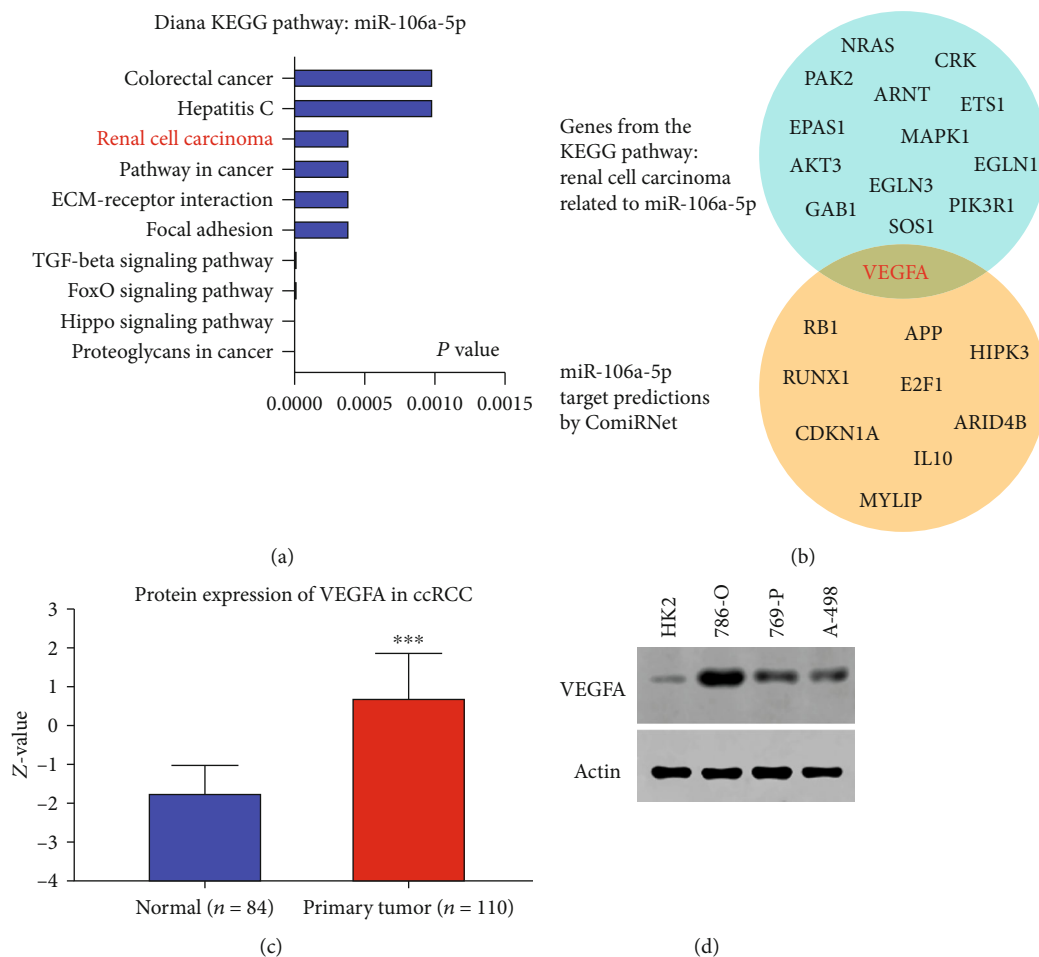 Diana KEGG pathway: miR-106a-5p
Colorectal cancer
Hepatitis C
Renal cell carcinoma
Pathway in cancer
ECM-receptor interaction
Focal adhesion
TGF-beta signaling pathway
FoxO signaling pathway
Hippo signaling pathway
Proteoglycans in cancer
P value
0.0000 0.0005 0.0010 0.0015
(a)
Genes from the
KEGG pathway:
renal cell carcinoma
related to miR-106a-5p
NRAS
CRK
PAK2
ARNT
ETS1
EPAS1
MAPK1
AKT3
EGLN1
EGLN3
GAB1
PIK3R1
SOS1
VEGFA
miR-106a-5p
target predictions
by ComiRNet
RB1
APP
HIPK3
RUNX1
E2F1
CDKN1A
ARID4B
IL10
MYLIP
(b)
Protein expression of VEGFA in ccRCC
Z-value
3
2
1
0
−1
−2
−3
−4
***
Normal (n = 84) Primary tumor (n = 110)
(c)
HK2
786-O
769-P
A-498
VEGFA
Actin
(d)